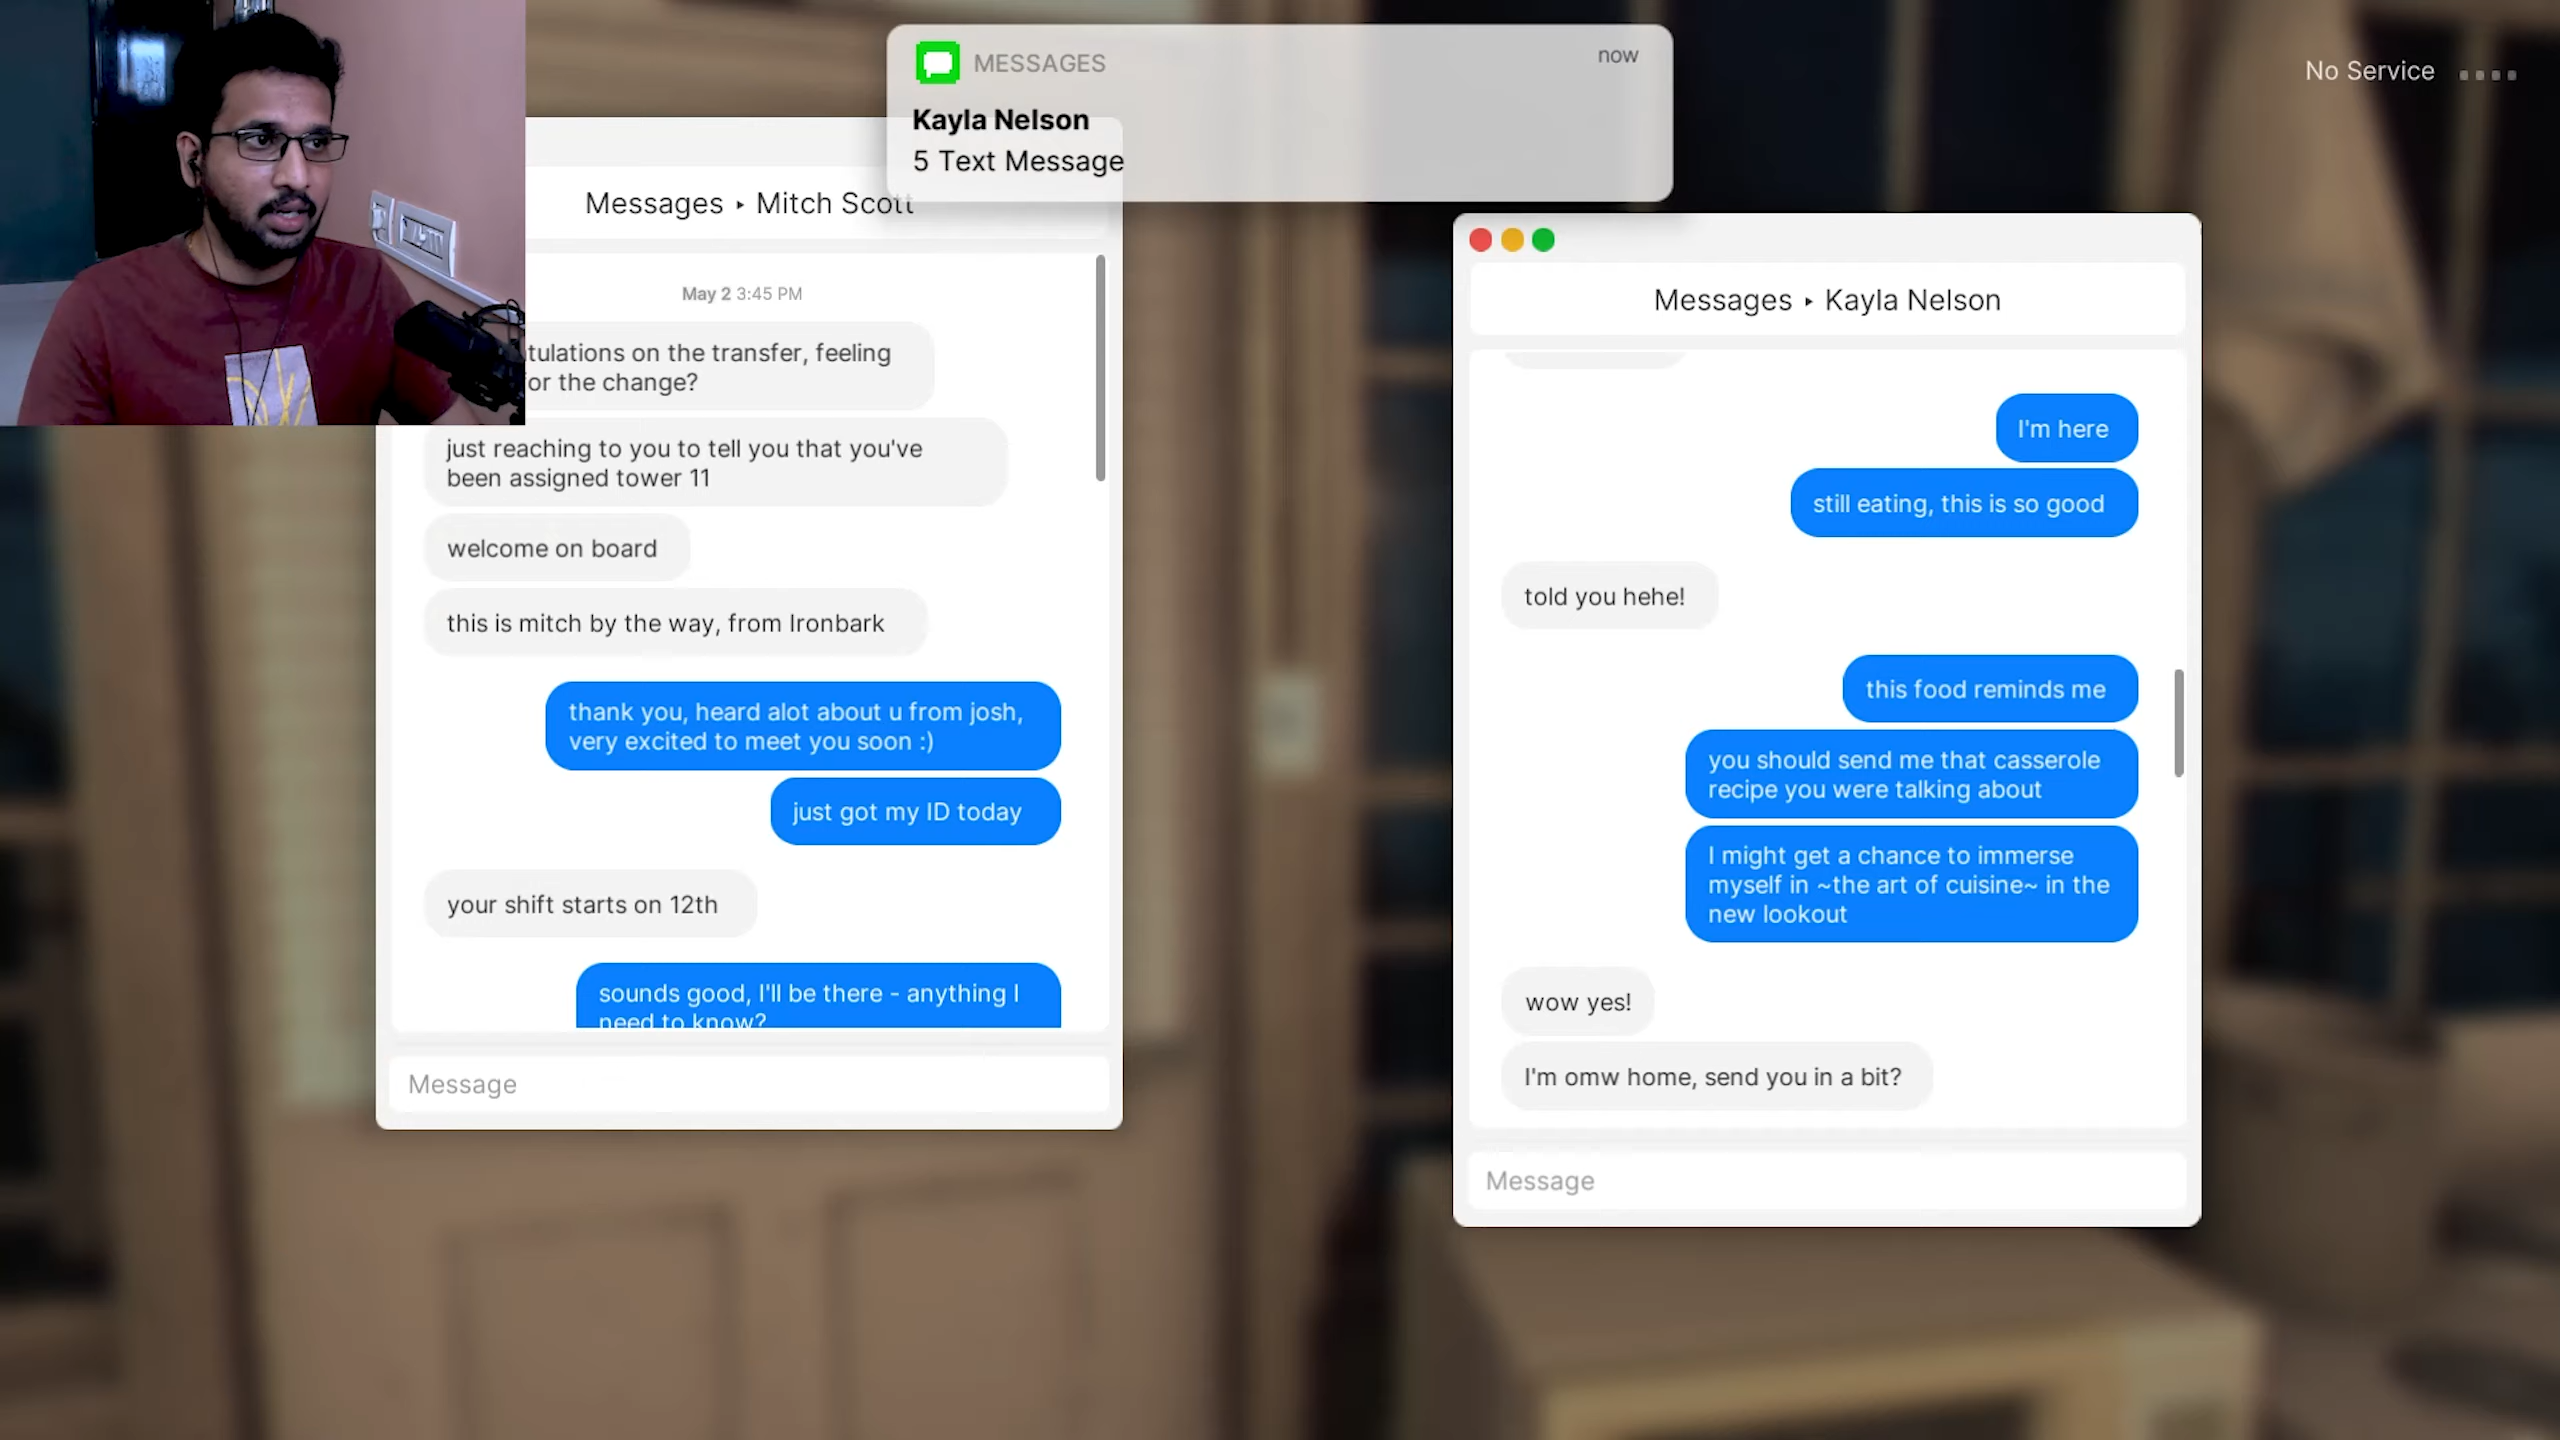 MESSAGES
now
Kayla Nelson
5 Text Message
No Service
Messages ▸ Mitch Scott
May 2 3:45 PM
tulations on the transfer, feeling
or the change?
just reaching to you to tell you that you've
been assigned tower 11
welcome on board
this is mitch by the way, from Ironbark
thank you, heard alot about u from josh,
very excited to meet you soon :)
just got my ID today
your shift starts on 12th
sounds good, I'll be there - anything I
need to know?
Message
Messages ▸ Kayla Nelson
I'm here
still eating, this is so good
told you hehe!
this food reminds me
you should send me that casserole
recipe you were talking about
I might get a chance to immerse
myself in ~the art of cuisine~ in the
new lookout
wow yes!
I'm omw home, send you in a bit?
Message